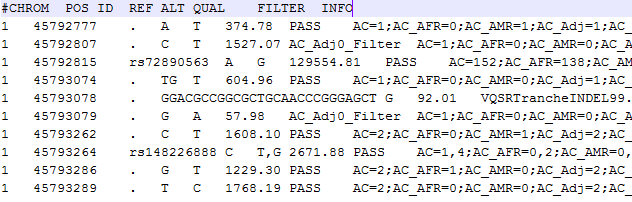 #CHROM POS ID REF ALT QUAL FILTER INFO
1 45792777 . A T 374.78 PASS AC=1;AC_AFR=0;AC_AMR=1;AC_Adj=1;AC_
1 45792807 . C T 1527.07 AC_Adj0_Filter AC=1;AC_AFR=0;AC_AMR=0;A
1 45792815 rs72890563 A G 129554.81 PASS AC=152;AC_AFR=138;AC_AM
1 45793074 . TG T 604.96 PASS AC=1;AC_AFR=0;AC_AMR=0;AC_Adj=1;AC_
1 45793078 . GGACGCCGGCGCTGCAACCCGGGAGCT G 92.01 VQSRTrancheINDEL99.
1 45793079 . G A 57.98 AC_Adj0_Filter AC=1;AC_AFR=0;AC_AMR=0;AC_
1 45793262 . C T 1608.10 PASS AC=2;AC_AFR=0;AC_AMR=1;AC_Adj=2;AC_
1 45793264 rs148226888 C T,G 2671.88 PASS AC=1,4;AC_AFR=0,2;AC_AMR=0,
1 45793286 . G T 1229.30 PASS AC=2;AC_AFR=1;AC_AMR=0;AC_Adj=2;AC_
1 45793289 . T C 1768.19 PASS AC=2;AC_AFR=0;AC_AMR=0;AC_Adj=2;AC_